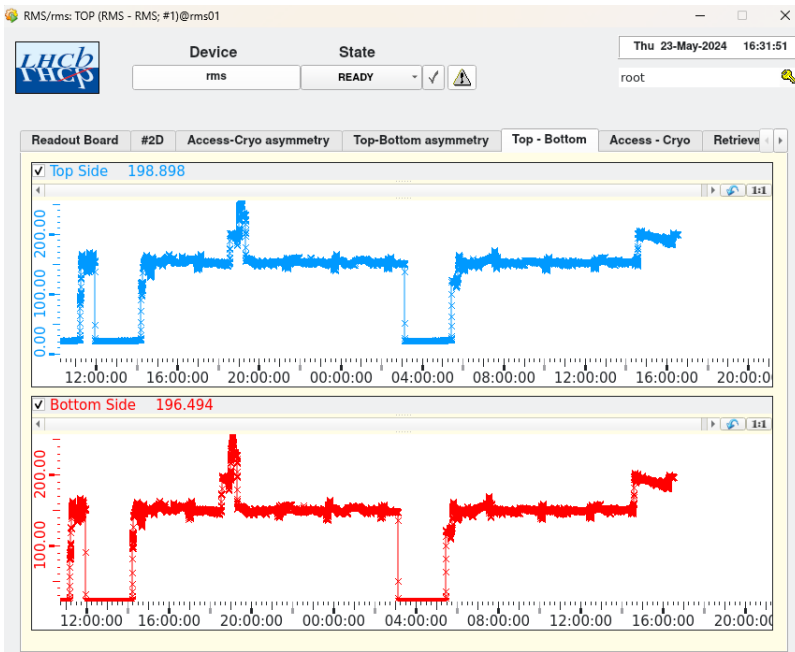 RMS/rms: TOP (RMS - RMS; #1)@rms01
LHCb
Device State
rms READY
Thu 23-May-2024 16:31:51
root
Readout Board #2D Access-Cryo asymmetry Top-Bottom asymmetry Top - Bottom Access - Cryo Retrieve
Top Side 198.898
1:1
200.00
100.00
0.00
12:00:00 16:00:00 20:00:00 00:00:00 04:00:00 08:00:00 12:00:00 16:00:00 20:00:0
Bottom Side 196.494
1:1
200.00
100.00
12:00:00 16:00:00 20:00:00 00:00:00 04:00:00 08:00:00 12:00:00 16:00:00 20:00:0